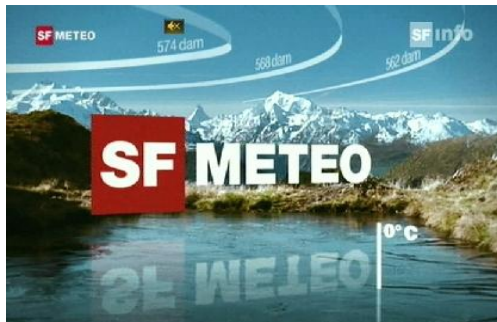 SF METEO
SF info
574 dam
568 dam
562 dam
SF METEO
0°C
SF METEO